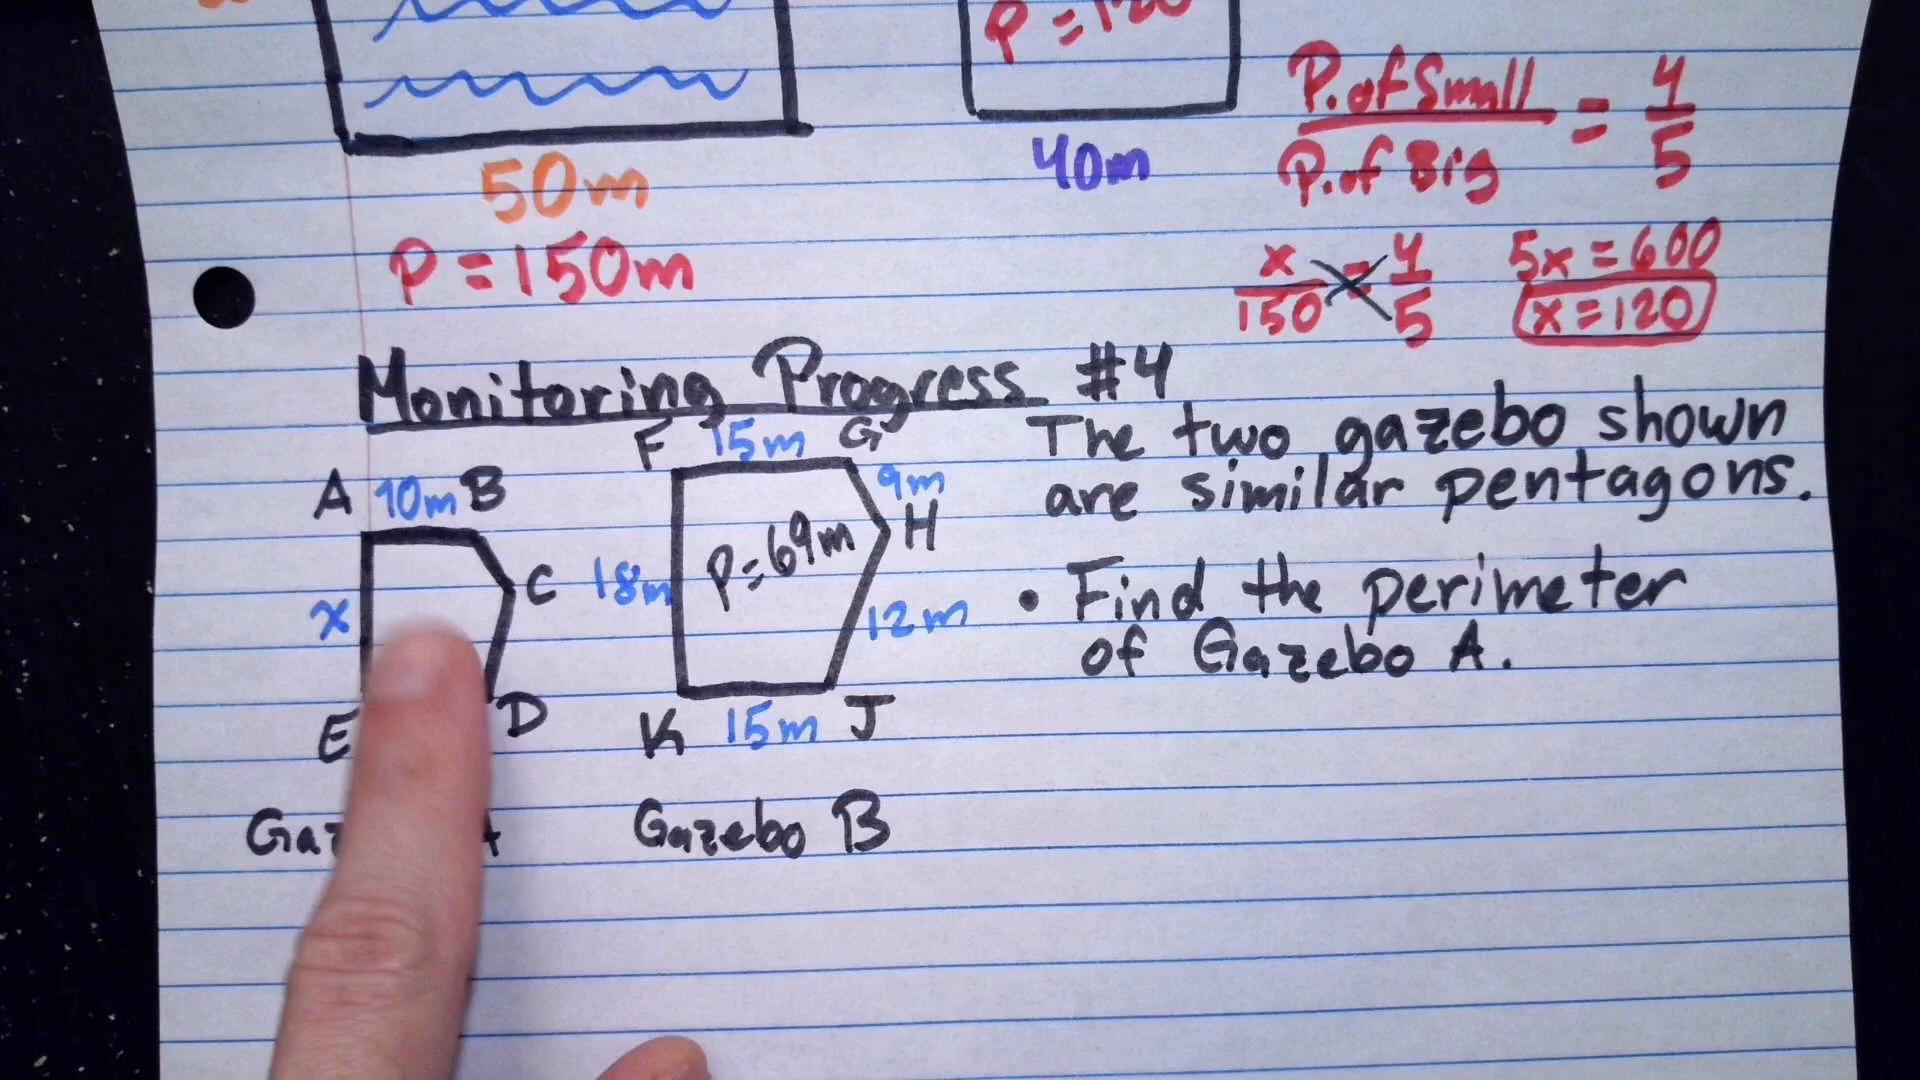 P = 120
50m
40m
P = 150m
P. of Small
P. of Big
= 4/5
x/150 = 4/5
5x = 600
x = 120
Monitoring Progress #4
The two gazebo shown
are similar pentagons.
• Find the perimeter
of Gazebo A.
A 10m B
x
C
E
D
F 15m G
9m
H
18m
P = 69m
12m
K 15m J
Gazebo B